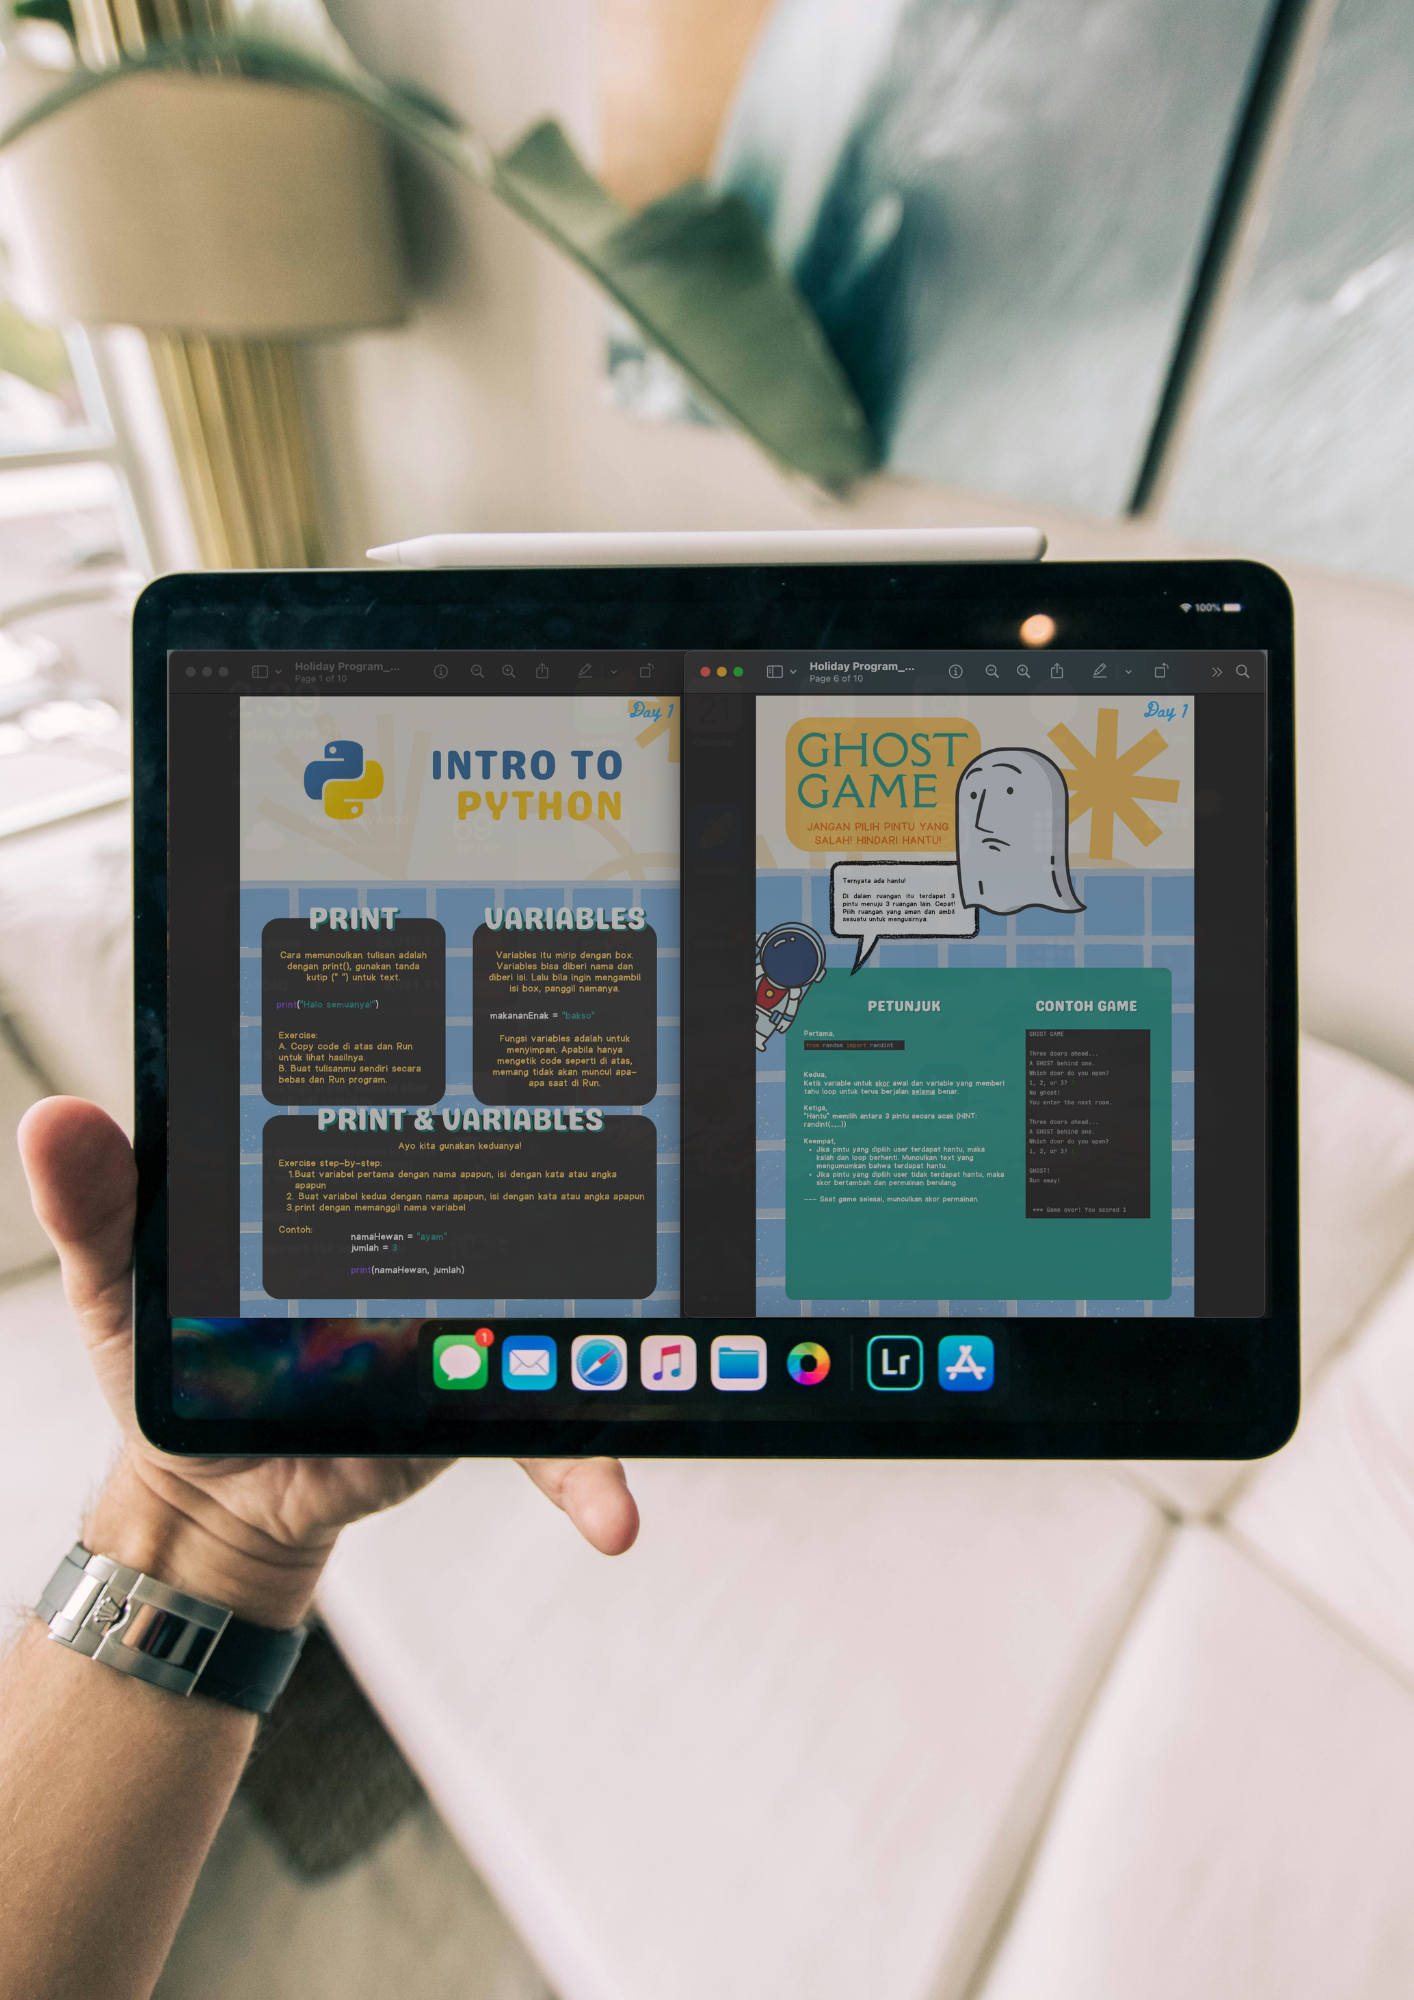 100%
Holiday Program_...
Page 1 of 10
Day 1
INTRO TO
PYTHON
PRINT
Cara memunculkan tulisan adalah
dengan print(), gunakan tanda
kutip (" ") untuk text.
print("Halo semuanya!")
Exercise:
A. Copy code di atas dan Run
untuk lihat hasilnya.
B. Buat tulisanmu sendiri secara
bebas dan Run program.
VARIABLES
Variables itu mirip dengan box.
Variables bisa diberi nama dan
diberi isi. Lalu bila ingin mengambil
isi box, panggil namanya.
makananEnak = "bakso"
Fungsi variables adalah untuk
menyimpan. Apabila hanya
mengetik code seperti di atas,
memang tidak akan muncul apa-
apa saat di Run.
PRINT & VARIABLES
Ayo kita gunakan keduanya!
Exercise step-by-step:
1.Buat variabel pertama dengan nama apapun, isi dengan kata atau angka
apapun
2. Buat variabel kedua dengan nama apapun, isi dengan kata atau angka apapun
3.print dengan memanggil nama variabel
Contoh:
namaHewan = "ayam"
jumlah = 3
print(namaHewan, jumlah)
Holiday Program_...
Page 6 of 10
Day 1
GHOST
GAME
JANGAN PILIH PINTU YANG
SALAH! HINDARI HANTU!
Ternyata ada hantu!
Di dalam ruangan itu terdapat 3
pintu menuju 3 ruangan lain. Cepat!
Pilih ruangan yang aman dan ambil
sesuatu untuk mengusirnya.
PETUNJUK
Pertama,
from random import randint
Kedua,
Ketik variable untuk skor awal dan variable yang memberi
tahu loop untuk terus berjalan selama benar.
Ketiga,
"Hantu" memilih antara 3 pintu secara acak (HINT:
randint(...,...))
Keempat,
• Jika pintu yang dipilih user terdapat hantu, maka
kalah dan loop berhenti. Munculkan text yang
mengumumkan bahwa terdapat hantu.
• Jika pintu yang dipilih user tidak terdapat hantu, maka
skor bertambah dan permainan berulang.
--- Saat game selesai, munculkan skor permainan
CONTOH GAME
GHOST GAME
Three doors ahead...
A GHOST behind one.
Which door do you open?
1, 2, or 3?
No ghost!
You enter the next room.
Three doors ahead...
A GHOST behind one.
Which door do you open?
1, 2, or 3?
GHOST!
Run away!
*** Game over! You scored 1
1
Lr